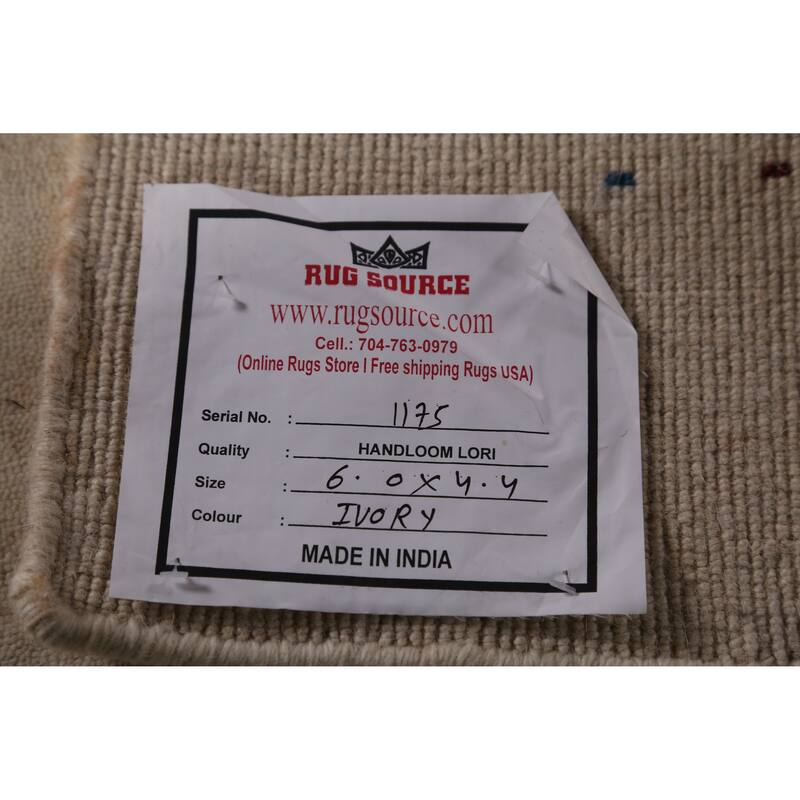 RUG SOURCE
www.rugsource.com
Cell.: 704-763-0979
(Online Rugs Store I Free shipping Rugs USA)
Serial No. : 1175
Quality : HANDLOOM LORI
Size : 6.0x4.4
Colour : IVORY
MADE IN INDIA